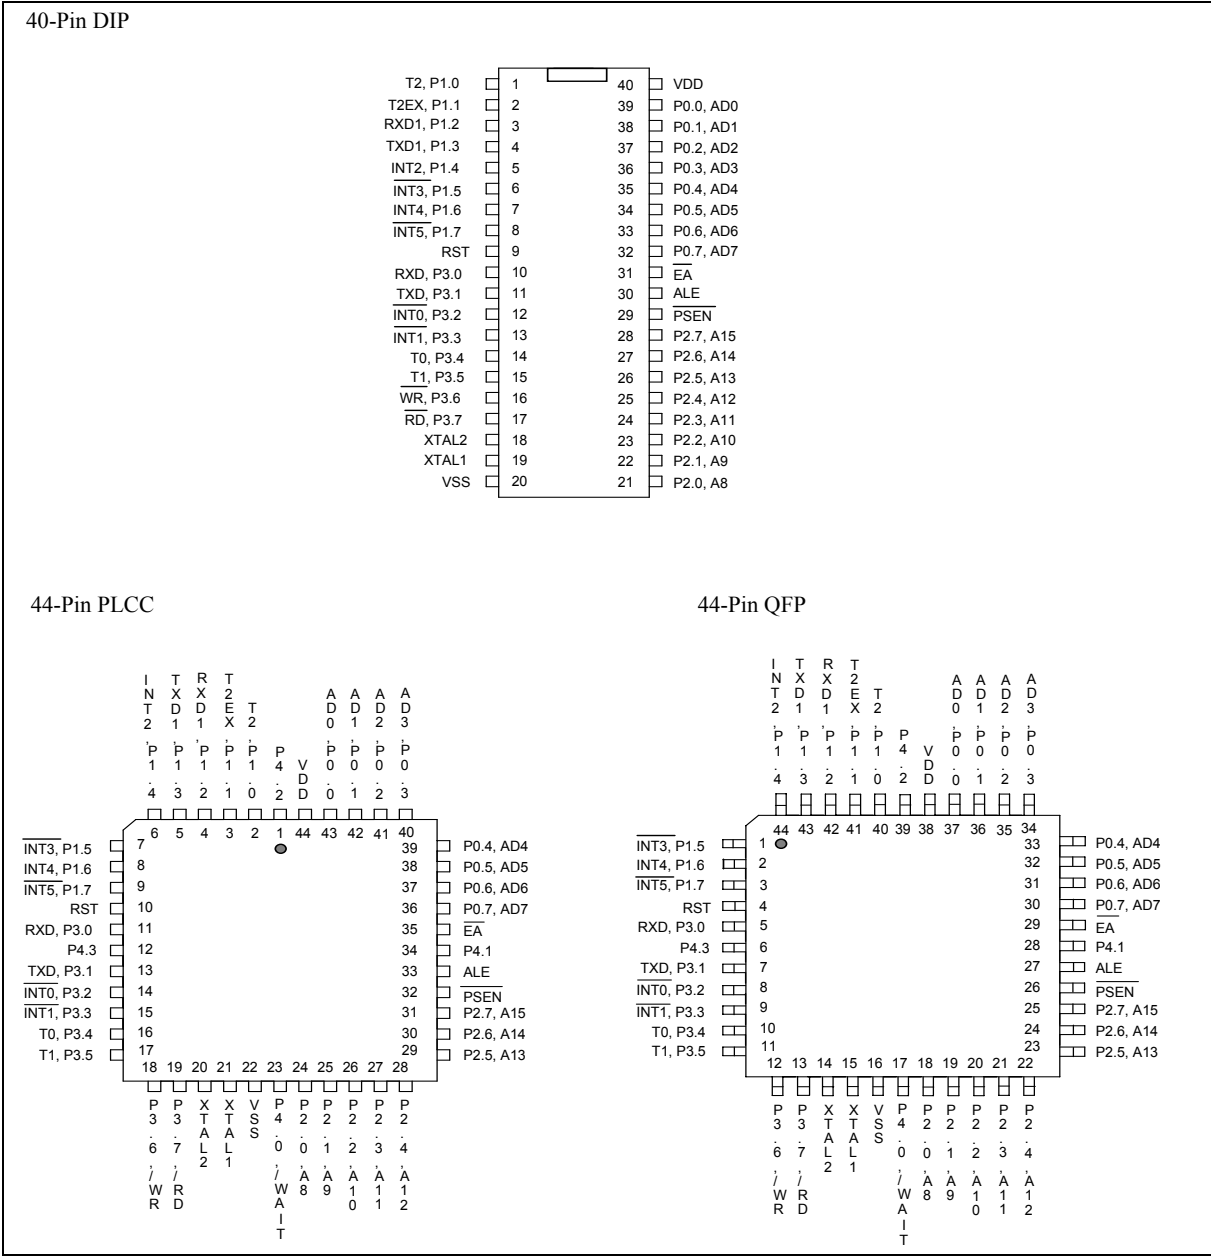 40-Pin DIP
T2, P1.0 1 40 VDD
T2EX, P1.1 2 39 P0.0, AD0
RXD1, P1.2 3 38 P0.1, AD1
TXD1, P1.3 4 37 P0.2, AD2
INT2, P1.4 5 36 P0.3, AD3
INT3, P1.5 6 35 P0.4, AD4
INT4, P1.6 7 34 P0.5, AD5
INT5, P1.7 8 33 P0.6, AD6
RST 9 32 P0.7, AD7
RXD, P3.0 10 31 EA
TXD, P3.1 11 30 ALE
INT0, P3.2 12 29 PSEN
INT1, P3.3 13 28 P2.7, A15
T0, P3.4 14 27 P2.6, A14
T1, P3.5 15 26 P2.5, A13
WR, P3.6 16 25 P2.4, A12
RD, P3.7 17 24 P2.3, A11
XTAL2 18 23 P2.2, A10
XTAL1 19 22 P2.1, A9
VSS 20 21 P2.0, A8
44-Pin PLCC
INT2, P1.4
TXD1, P1.3
RXD1, P1.2
T2EX, P1.1
T2, P1.0
P4.2
VDD
AD0, P0.0
AD1, P0.1
AD2, P0.2
AD3, P0.3
6 5 4 3 2 1 44 43 42 41 40
INT3, P1.5 7 39 P0.4, AD4
INT4, P1.6 8 38 P0.5, AD5
INT5, P1.7 9 37 P0.6, AD6
RST 10 36 P0.7, AD7
RXD, P3.0 11 35 EA
P4.3 12 34 P4.1
TXD, P3.1 13 33 ALE
INT0, P3.2 14 32 PSEN
INT1, P3.3 15 31 P2.7, A15
T0, P3.4 16 30 P2.6, A14
T1, P3.5 17 29 P2.5, A13
18 19 20 21 22 23 24 25 26 27 28
P3.6, /WR
P3.7, /RD
XTAL2
XTAL1
VSS
P4.0, /WAIT
P2.0, A8
P2.1, A9
P2.2, A10
P2.3, A11
P2.4, A12
44-Pin QFP
INT2, P1.4
TXD1, P1.3
RXD1, P1.2
T2EX, P1.1
T2, P1.0
P4.2
VDD
AD0, P0.0
AD1, P0.1
AD2, P0.2
AD3, P0.3
44 43 42 41 40 39 38 37 36 35 34
INT3, P1.5 1 33 P0.4, AD4
INT4, P1.6 2 32 P0.5, AD5
INT5, P1.7 3 31 P0.6, AD6
RST 4 30 P0.7, AD7
RXD, P3.0 5 29 EA
P4.3 6 28 P4.1
TXD, P3.1 7 27 ALE
INT0, P3.2 8 26 PSEN
INT1, P3.3 9 25 P2.7, A15
T0, P3.4 10 24 P2.6, A14
T1, P3.5 11 23 P2.5, A13
12 13 14 15 16 17 18 19 20 21 22
P3.6, /WR
P3.7, /RD
XTAL2
XTAL1
VSS
P4.0, /WAIT
P2.0, A8
P2.1, A9
P2.2, A10
P2.3, A11
P2.4, A12